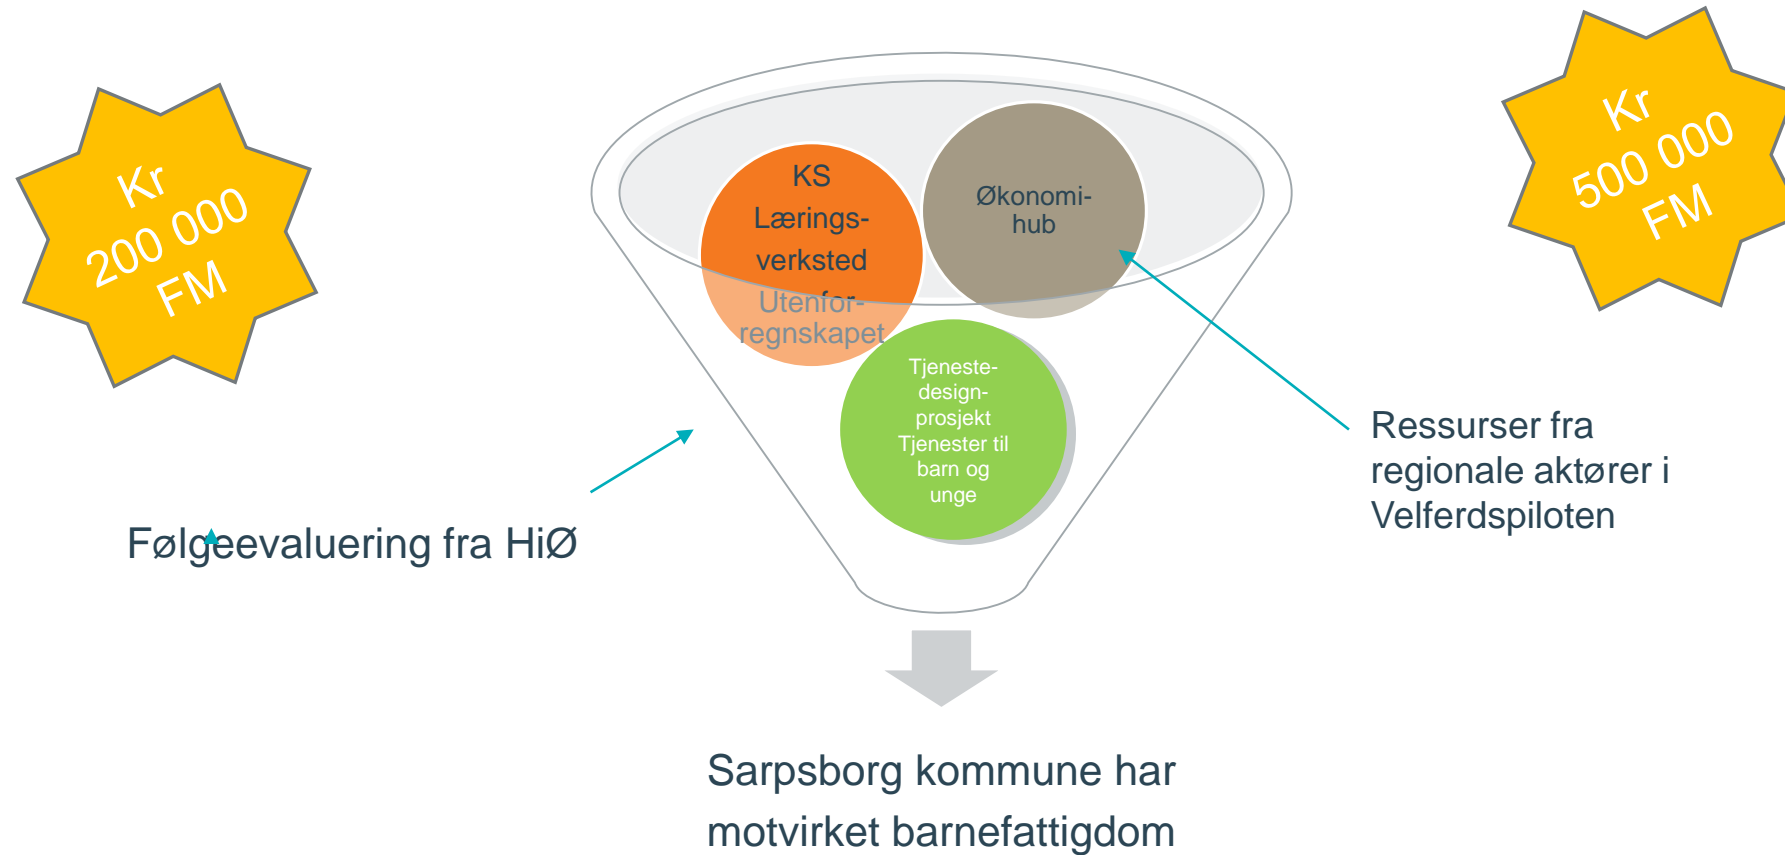 Kr
200 000
FM
KS
Lærings-
verksted
Utenfor-
regnskapet
Økonomi-
hub
Kr
500 000
FM
Tjeneste-
design-
prosjekt
Tjenester til
barn og
unge
Ressurser fra
regionale aktører i
Velferdspiloten
Følgeevaluering fra HiØ
Sarpsborg kommune har
motvirket barnefattigdom